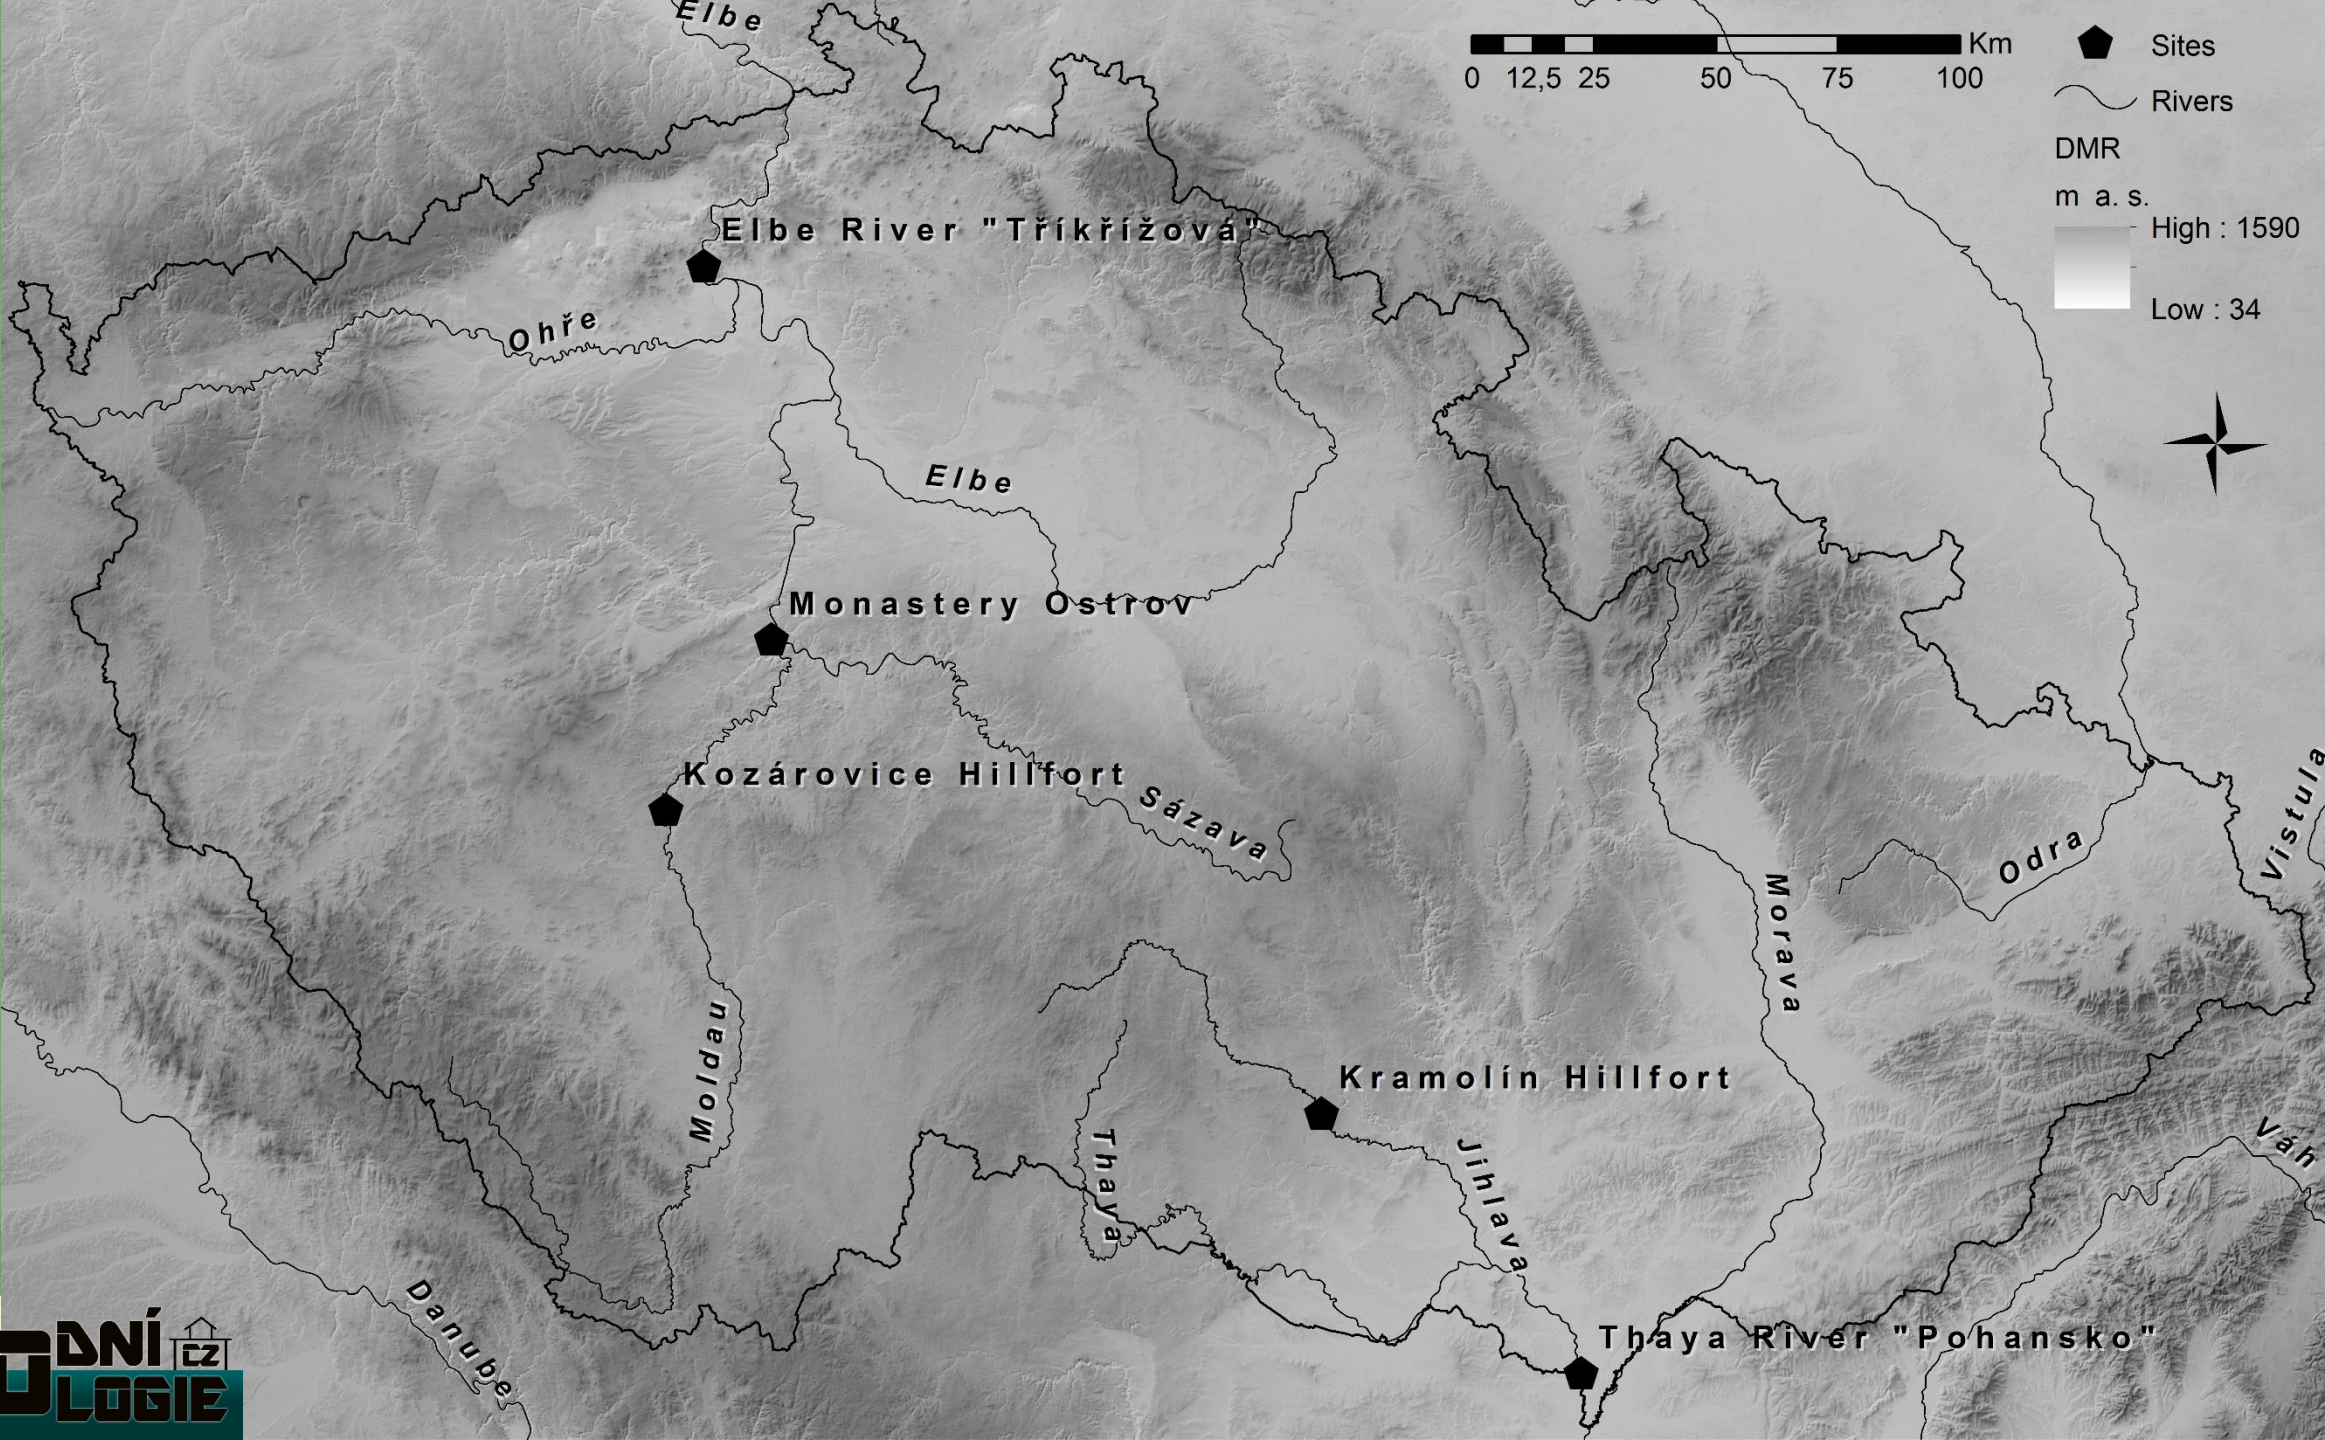 Elbe
Km
0 12,5 25 50 75 100
Sites
Rivers
DMR
m a. s.
High : 1590
Low : 34
Elbe River "Tříkřížová"
Ohře
Elbe
Monastery Ostrov
Kozárovice Hillfort
Sázava
Vistula
Odra
Morava
Moldau
Kramolín Hillfort
Thaya
Jihlava
Váh
Danube
Thaya River "Pohansko"
DNÍ
CZ
LOGIE